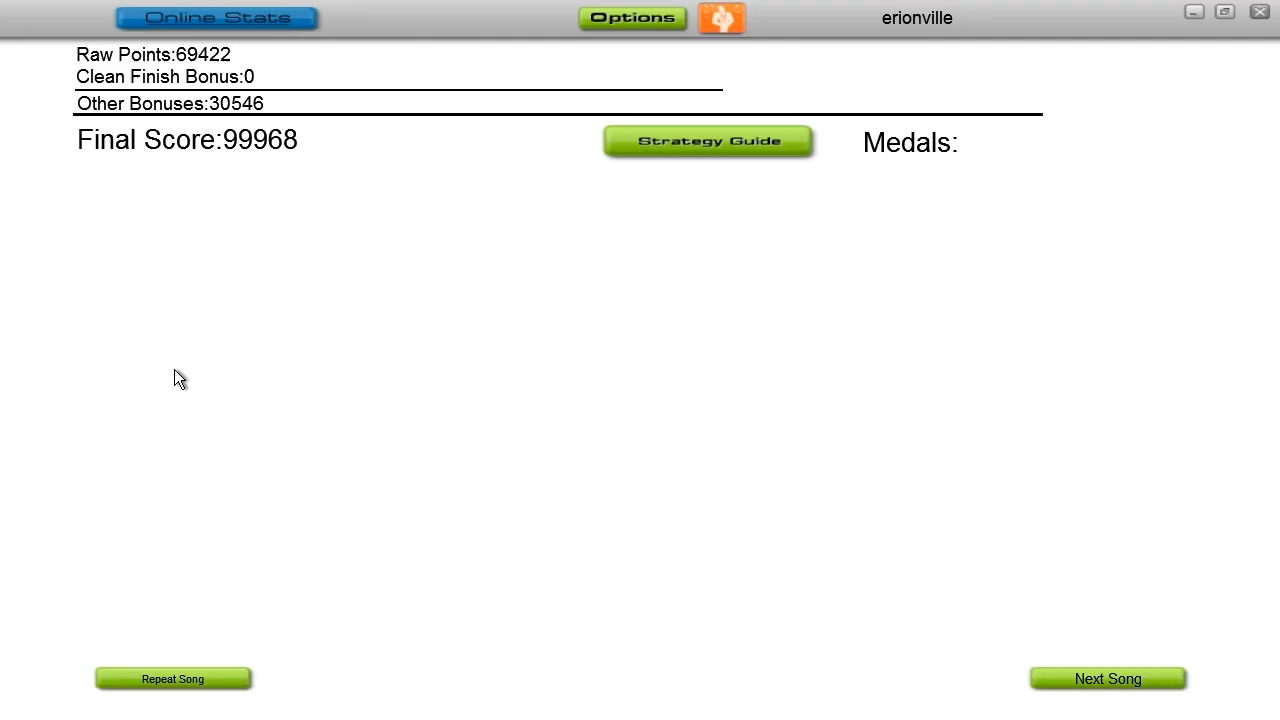 Online Stats
Options
erionville
Raw Points:69422
Clean Finish Bonus:0
Other Bonuses:30546
Final Score:99968
Strategy Guide
Medals:
Repeat Song
Next Song